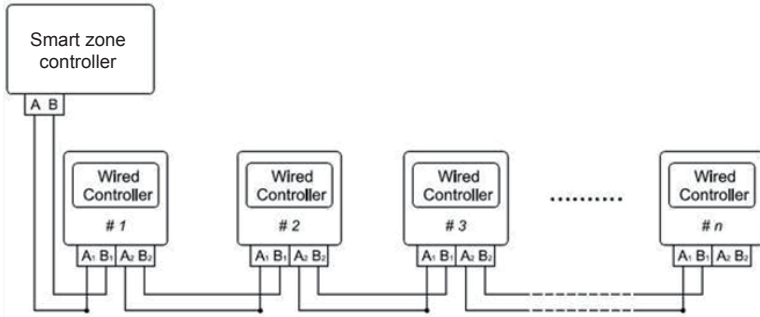 Smart zone
controller
A B
Wired
Controller
# 1
A₁ B₁ A₂ B₂
Wired
Controller
# 2
A₁ B₁ A₂ B₂
Wired
Controller
# 3
A₁ B₁ A₂ B₂
..........
Wired
Controller
# n
A₁ B₁ A₂ B₂